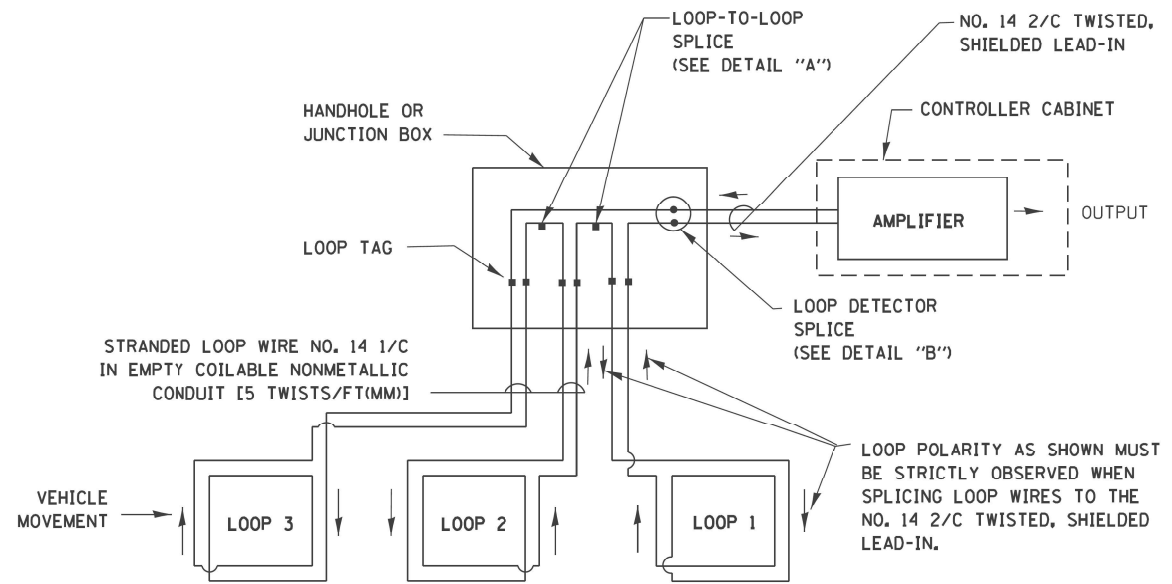 LOOP-TO-LOOP
SPLICE
(SEE DETAIL "A")
NO. 14 2/C TWISTED,
SHIELDED LEAD-IN
HANDHOLE OR
JUNCTION BOX
CONTROLLER CABINET
AMPLIFIER
OUTPUT
LOOP TAG
LOOP DETECTOR
SPLICE
(SEE DETAIL "B")
STRANDED LOOP WIRE NO. 14 1/C
IN EMPTY COILABLE NONMETALLIC
CONDUIT [5 TWISTS/FT(MM)]
LOOP POLARITY AS SHOWN MUST
BE STRICTLY OBSERVED WHEN
SPLICING LOOP WIRES TO THE
NO. 14 2/C TWISTED, SHIELDED
LEAD-IN.
VEHICLE
MOVEMENT
LOOP 3
LOOP 2
LOOP 1